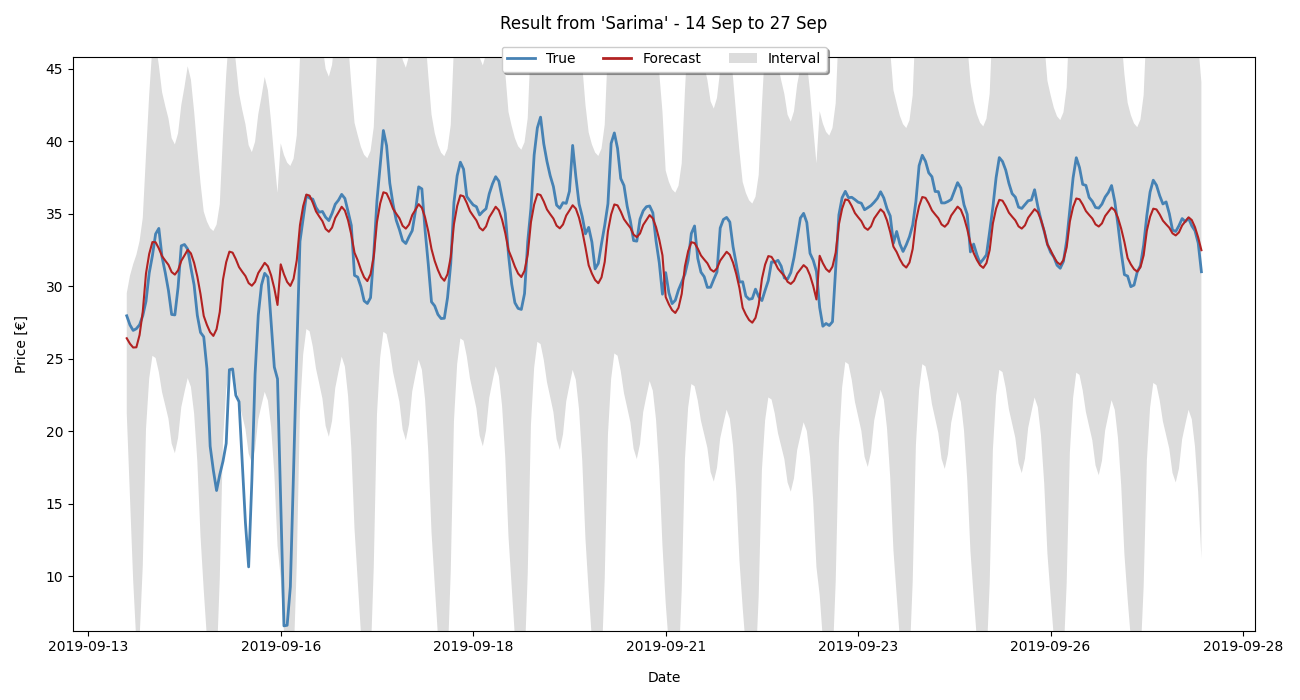 Result from 'Sarima' - 14 Sep to 27 Sep
True Forecast Interval
45
40
35
30
25
20
15
10
Price [€]
2019-09-13 2019-09-16 2019-09-18 2019-09-21 2019-09-23 2019-09-26 2019-09-28
Date